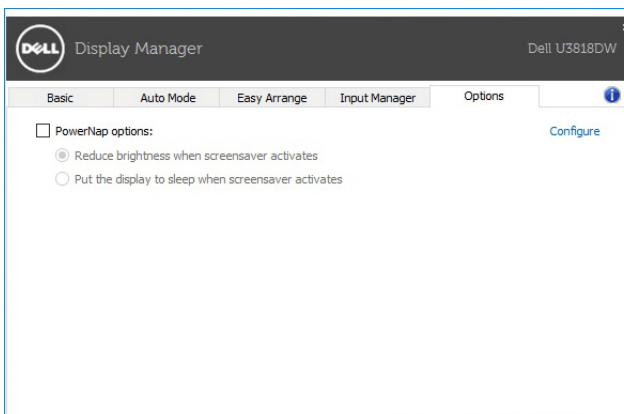 DELL Display Manager Dell U3818DW
Basic Auto Mode Easy Arrange Input Manager Options
PowerNap options: Configure
Reduce brightness when screensaver activates
Put the display to sleep when screensaver activates